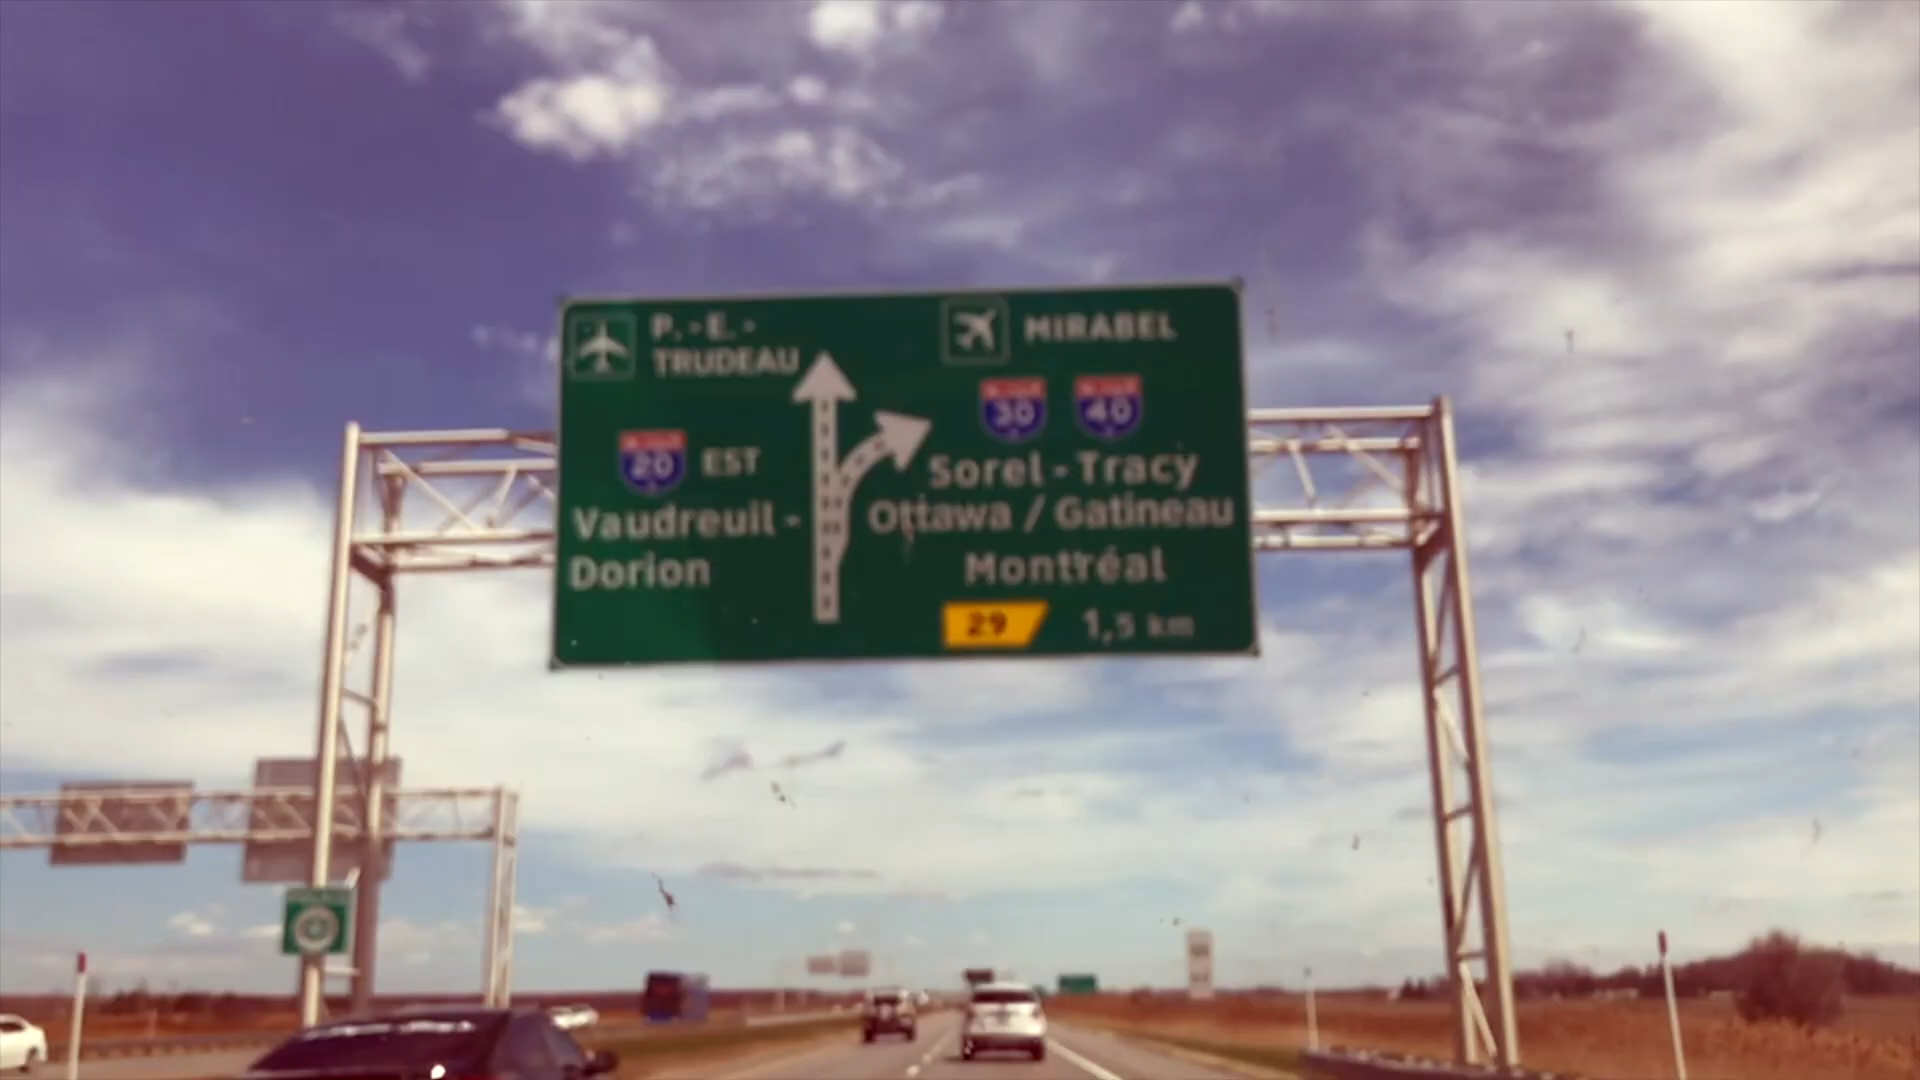 P.-E.-
TRUDEAU
20 EST
Vaudreuil-
Dorion
MIRABEL
30 40
Sorel-Tracy
Ottawa / Gatineau
Montréal
29 1,5 km